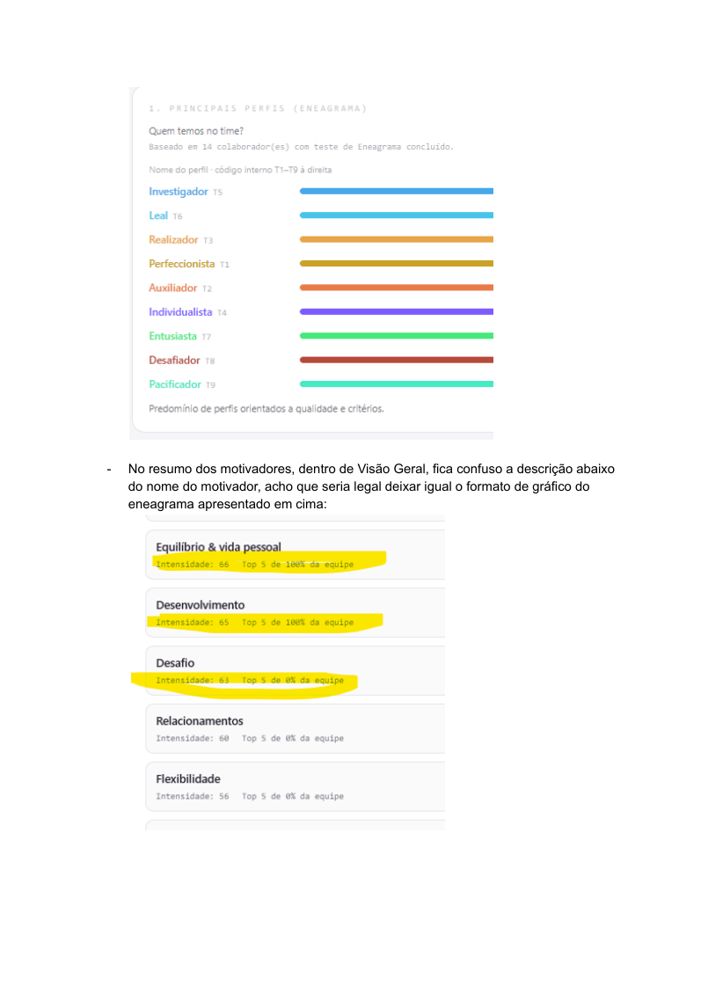 1. PRINCIPAIS PERFIS (ENEAGRAMA)
Quem temos no time?
Baseado em 14 colaborador(es) com teste de Eneagrama concluído.
Nome do perfil · código interno T1–T9 à direita
Investigador T5
Leal T6
Realizador T3
Perfeccionista T1
Auxiliador T2
Individualista T4
Entusiasta T7
Desafiador T8
Pacificador T9
Predomínio de perfis orientados a qualidade e critérios.
- No resumo dos motivadores, dentro de Visão Geral, fica confuso a descrição abaixo
do nome do motivador, acho que seria legal deixar igual o formato de gráfico do
eneagrama apresentado em cima:
Equilíbrio & vida pessoal
Intensidade: 66 Top 5 de 100% da equipe
Desenvolvimento
Intensidade: 65 Top 5 de 100% da equipe
Desafio
Intensidade: 63 Top 5 de 0% da equipe
Relacionamentos
Intensidade: 60 Top 5 de 0% da equipe
Flexibilidade
Intensidade: 56 Top 5 de 0% da equipe